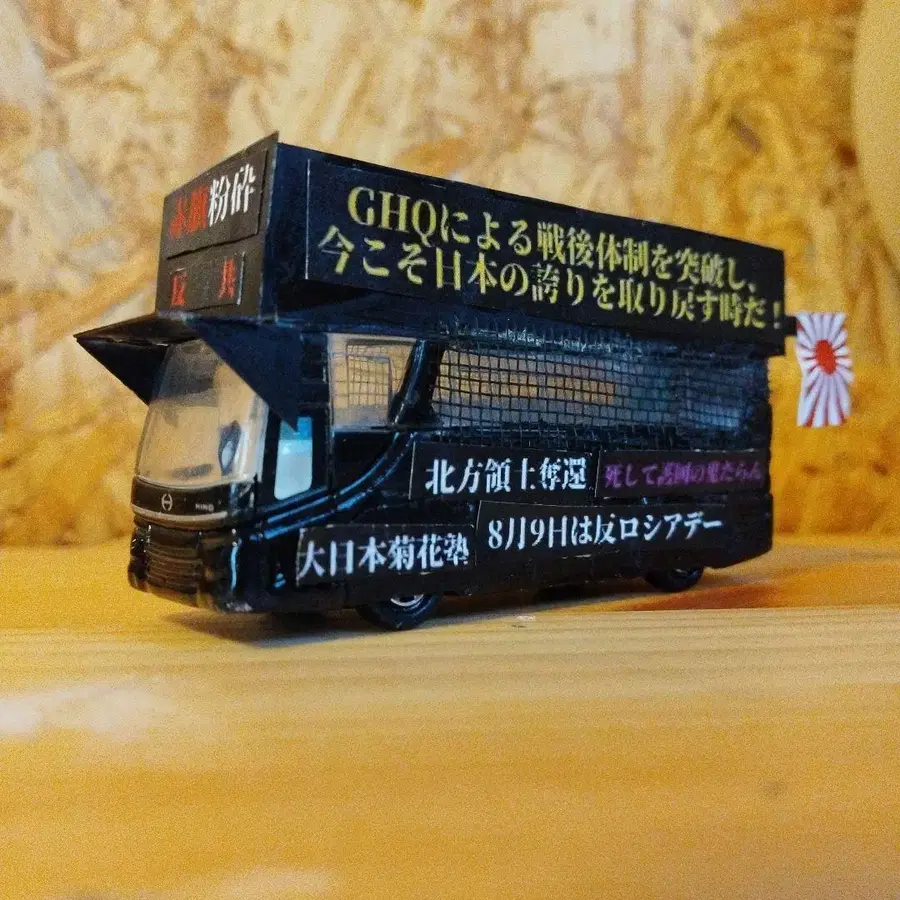 赤旗粉砕
反共
GHQによる戦後体制を突破し、
今こそ日本の誇りを取り戻す時だ!
北方領土奪還
死して護国の鬼たらん
大日本菊花塾
8月9日は反ロシアデー
HINO